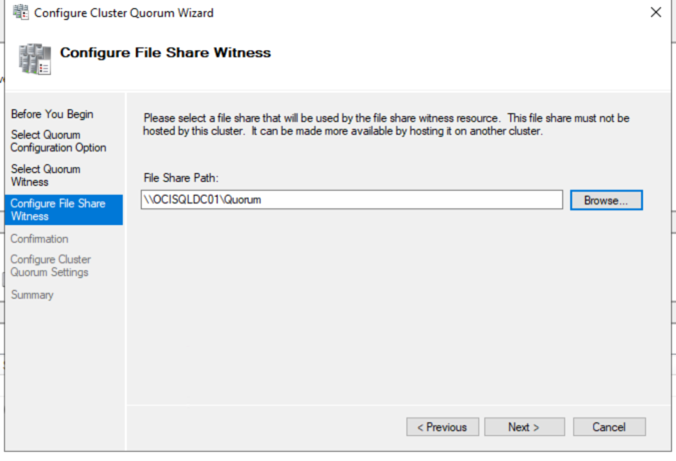 Configure Cluster Quorum Wizard
Configure File Share Witness
Before You Begin
Select Quorum
Configuration Option
Select Quorum
Witness
Configure File Share
Witness
Confirmation
Configure Cluster
Quorum Settings
Summary
Please select a file share that will be used by the file share witness resource. This file share must not be
hosted by this cluster. It can be made more available by hosting it on another cluster.
File Share Path:
\\OCISQLDC01\Quorum
Browse...
< Previous
Next >
Cancel